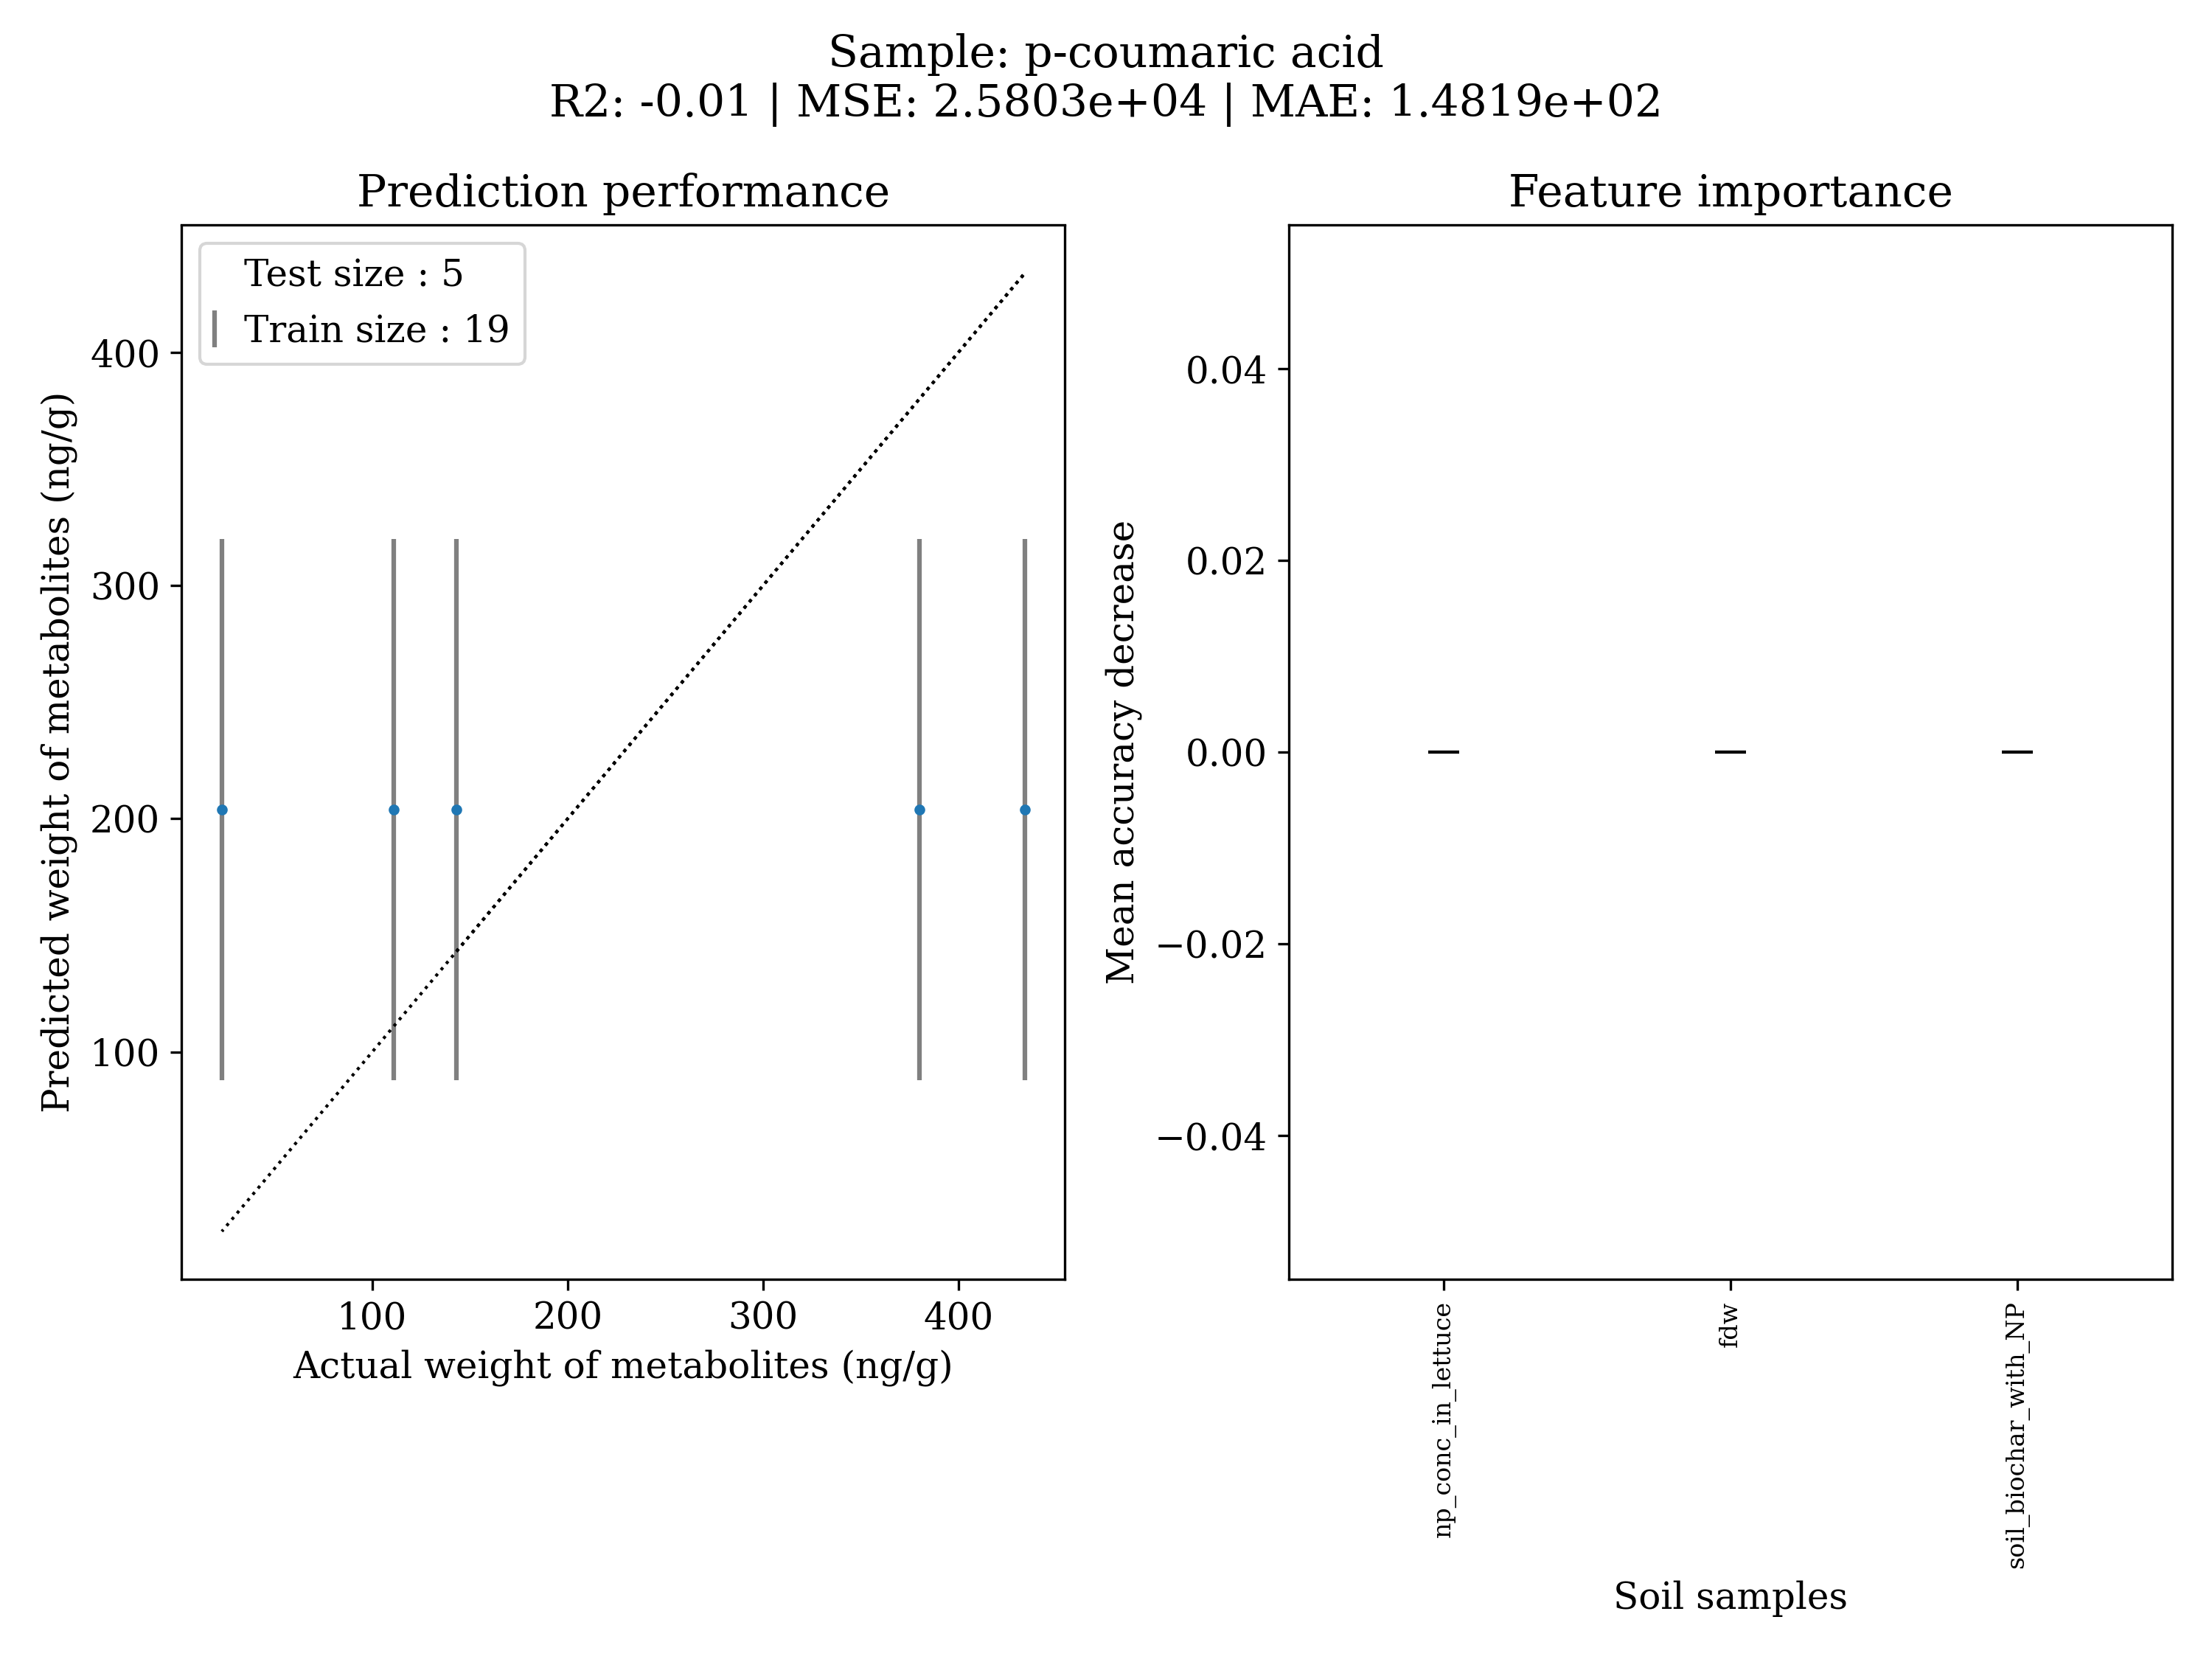 Sample: p-coumaric acid
R2: -0.01 | MSE: 2.5803e+04 | MAE: 1.4819e+02
Prediction performance
Test size : 5
Train size : 19
400
300
200
100
Predicted weight of metabolites (ng/g)
100
200
300
400
Actual weight of metabolites (ng/g)
Feature importance
0.04
0.02
0.00
−0.02
−0.04
Mean accuracy decrease
np_conc_in_lettuce
fdw
soil_biochar_with_NP
Soil samples